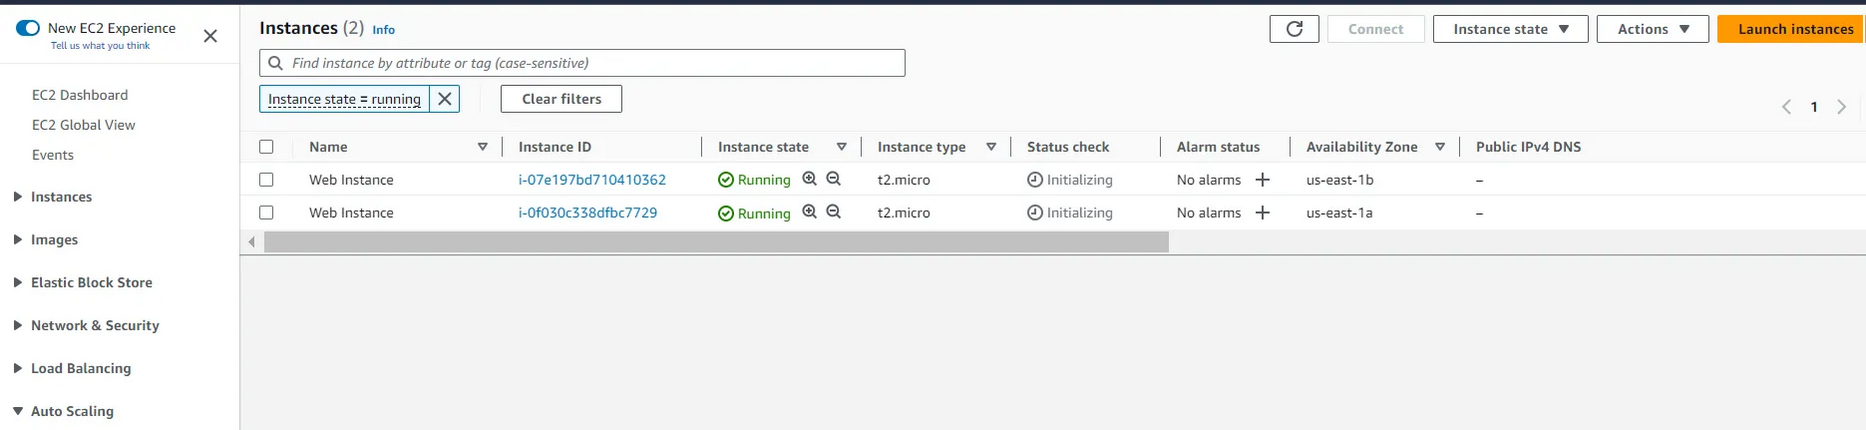 New EC2 Experience
Tell us what you think
EC2 Dashboard
EC2 Global View
Events
Instances
Images
Elastic Block Store
Network & Security
Load Balancing
Auto Scaling
Instances (2) Info
Connect Instance state Actions Launch instances
Find instance by attribute or tag (case-sensitive)
Instance state = running Clear filters
1
Name Instance ID Instance state Instance type Status check Alarm status Availability Zone Public IPv4 DNS
Web Instance i-07e197bd710410362 Running t2.micro Initializing No alarms + us-east-1b –
Web Instance i-0f030c338dfbc7729 Running t2.micro Initializing No alarms + us-east-1a –